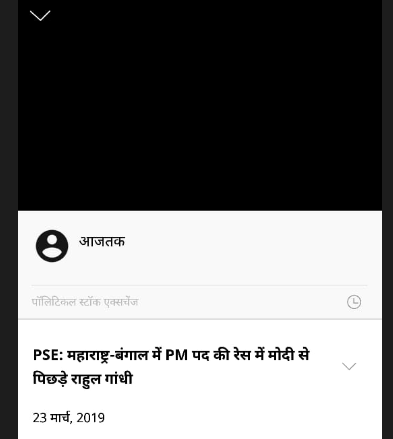 आजतक
पॉलिटिकल स्टॉक एक्सचेंज
PSE: महाराष्ट्र-बंगाल में PM पद की रेस में मोदी से
पिछड़े राहुल गांधी
23 मार्च, 2019